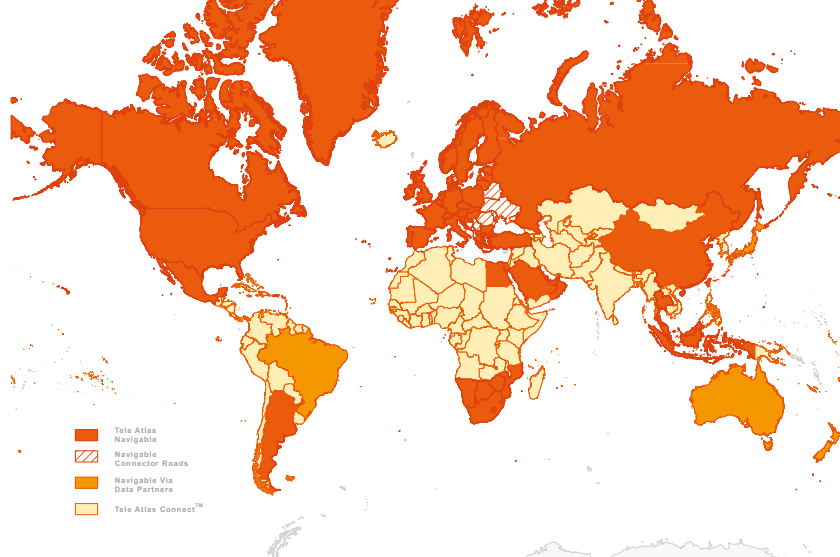 Tele Atlas
Navigable
Navigable
Connector Roads
Navigable Via
Data Partners
Tele Atlas Connect™